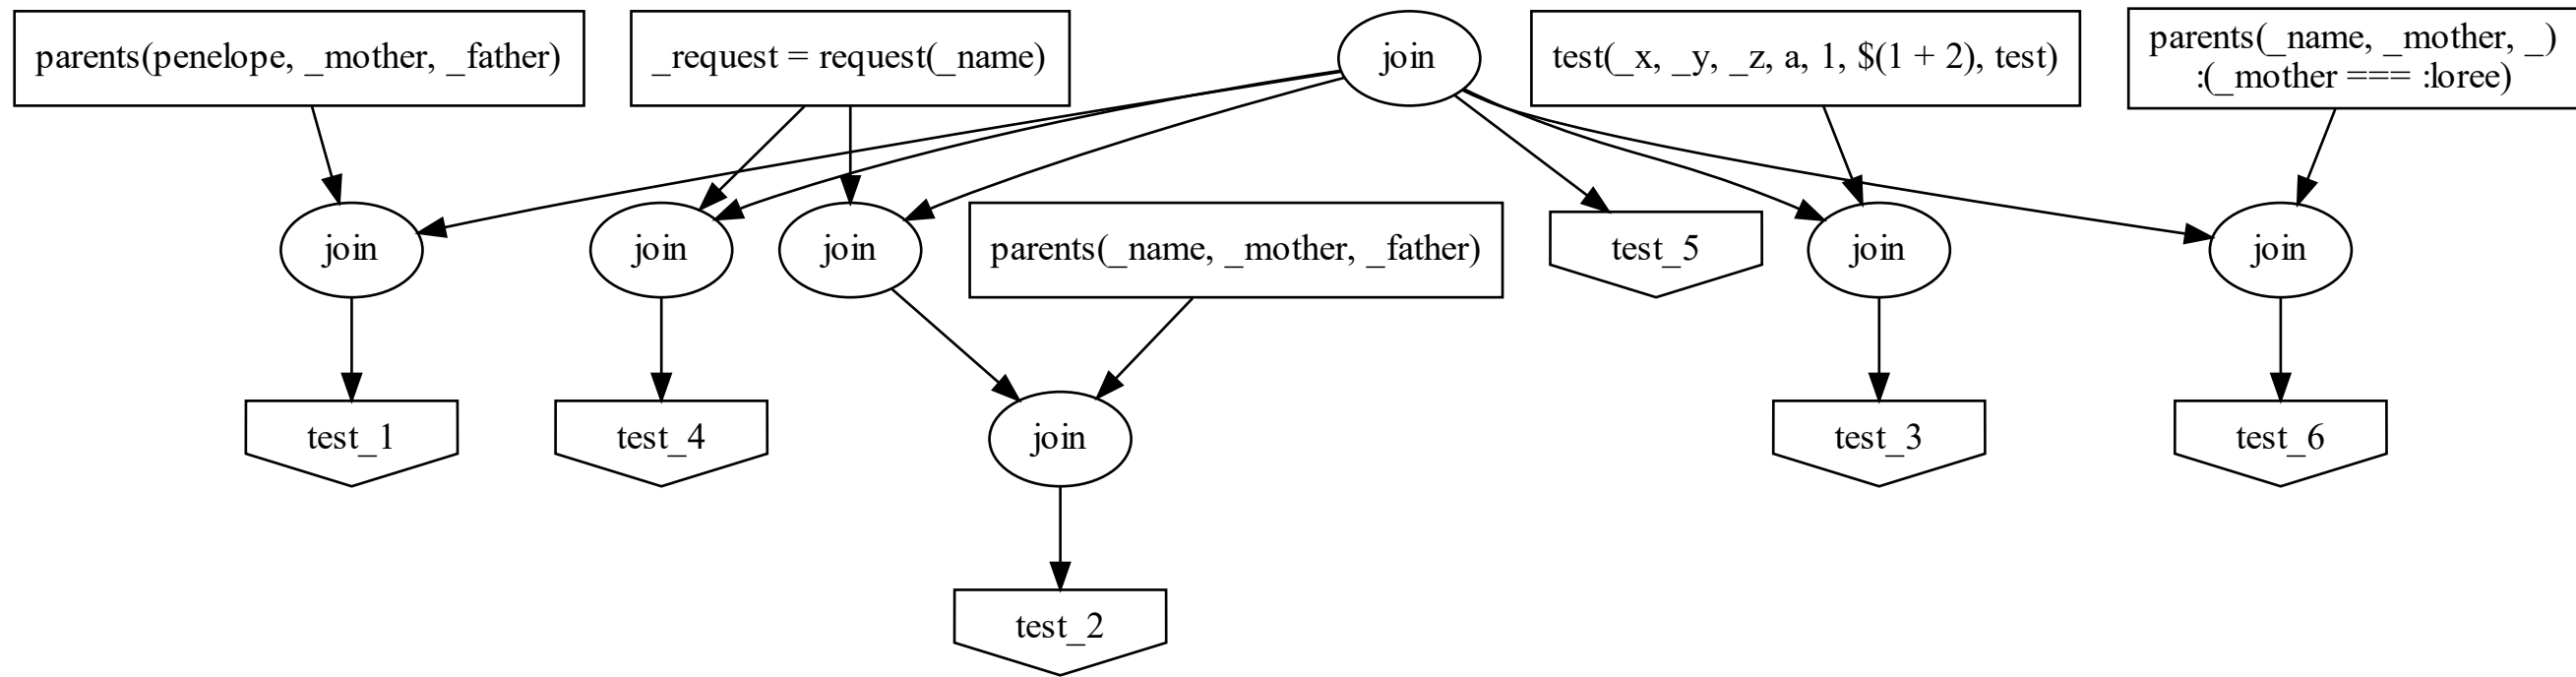 parents(penelope, _mother, _father)
_request = request(_name)
join
test(_x, _y, _z, a, 1, $(1 + 2), test)
parents(_name, _mother, _)
:(_mother === :loree)
join
join
join
parents(_name, _mother, _father)
test_5
join
join
test_1
test_4
join
test_3
test_6
test_2